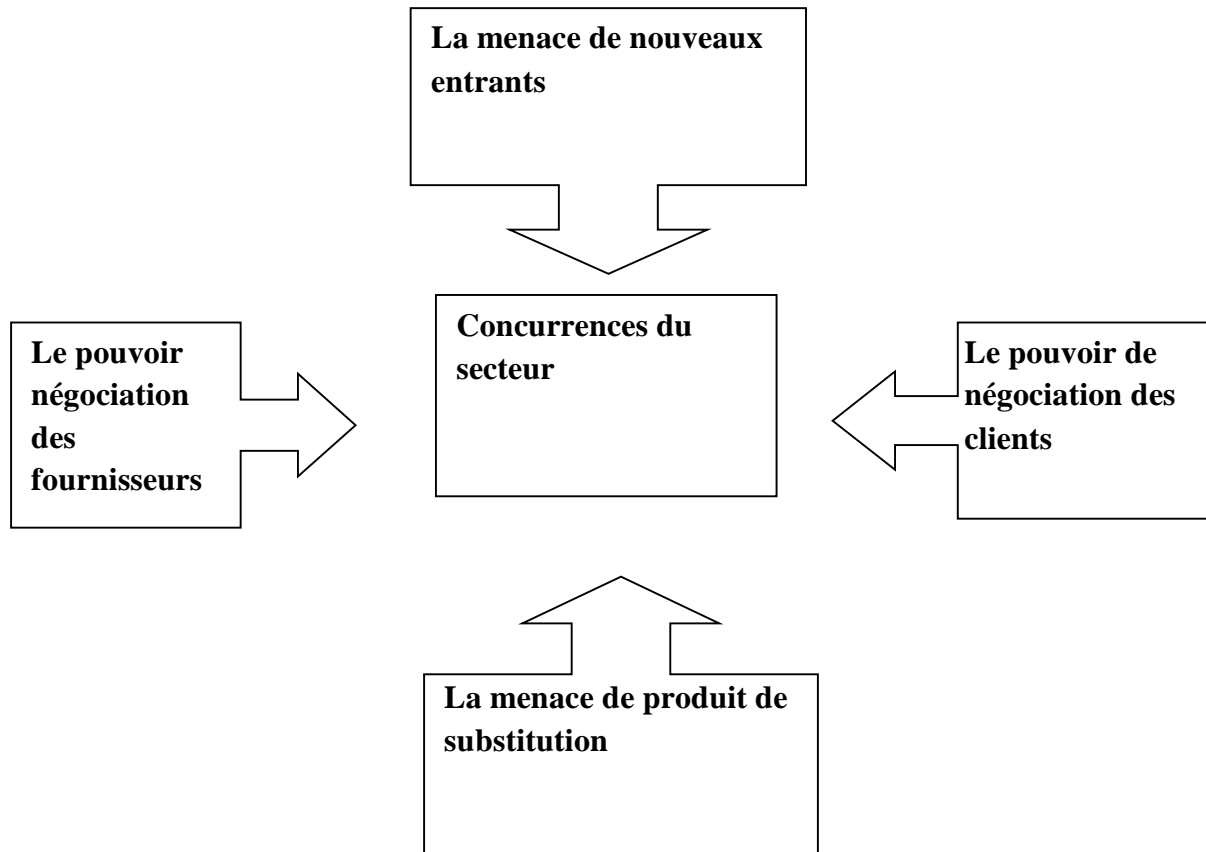 La menace de nouveaux
entrants
Concurrences du
secteur
Le pouvoir
négociation
des
fournisseurs
Le pouvoir de
négociation des
clients
La menace de produit de
substitution